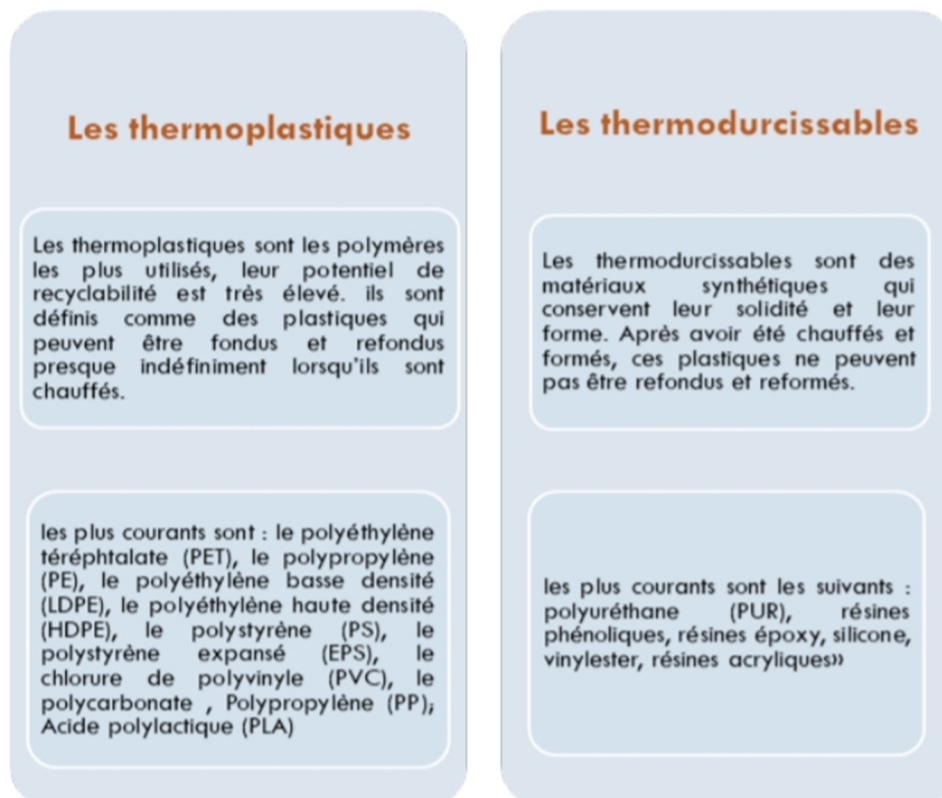 Les thermoplastiques
Les thermoplastiques sont les polymères
les plus utilisés, leur potentiel de
recyclabilité est très élevé. ils sont
définis comme des plastiques qui
peuvent être fondus et refondus
presque indéfiniment lorsqu'ils sont
chauffés.
les plus courants sont : le polyéthylène
téréphtalate (PET), le polypropylène
(PE), le polyéthylène basse densité
(LDPE), le polyéthylène haute densité
(HDPE), le polystyrène (PS), le
polystyrène expansé (EPS), le
chlorure de polyvinyle (PVC), le
polycarbonate , Polypropylène (PP);
Acide polylactique (PLA)
Les thermodurcissables
Les thermodurcissables sont des
matériaux synthétiques qui
conservent leur solidité et leur
forme. Après avoir été chauffés et
formés, ces plastiques ne peuvent
pas être refondus et reformés.
les plus courants sont les suivants :
polyuréthane (PUR), résines
phénoliques, résines époxy, silicone,
vinylester, résines acryliques»